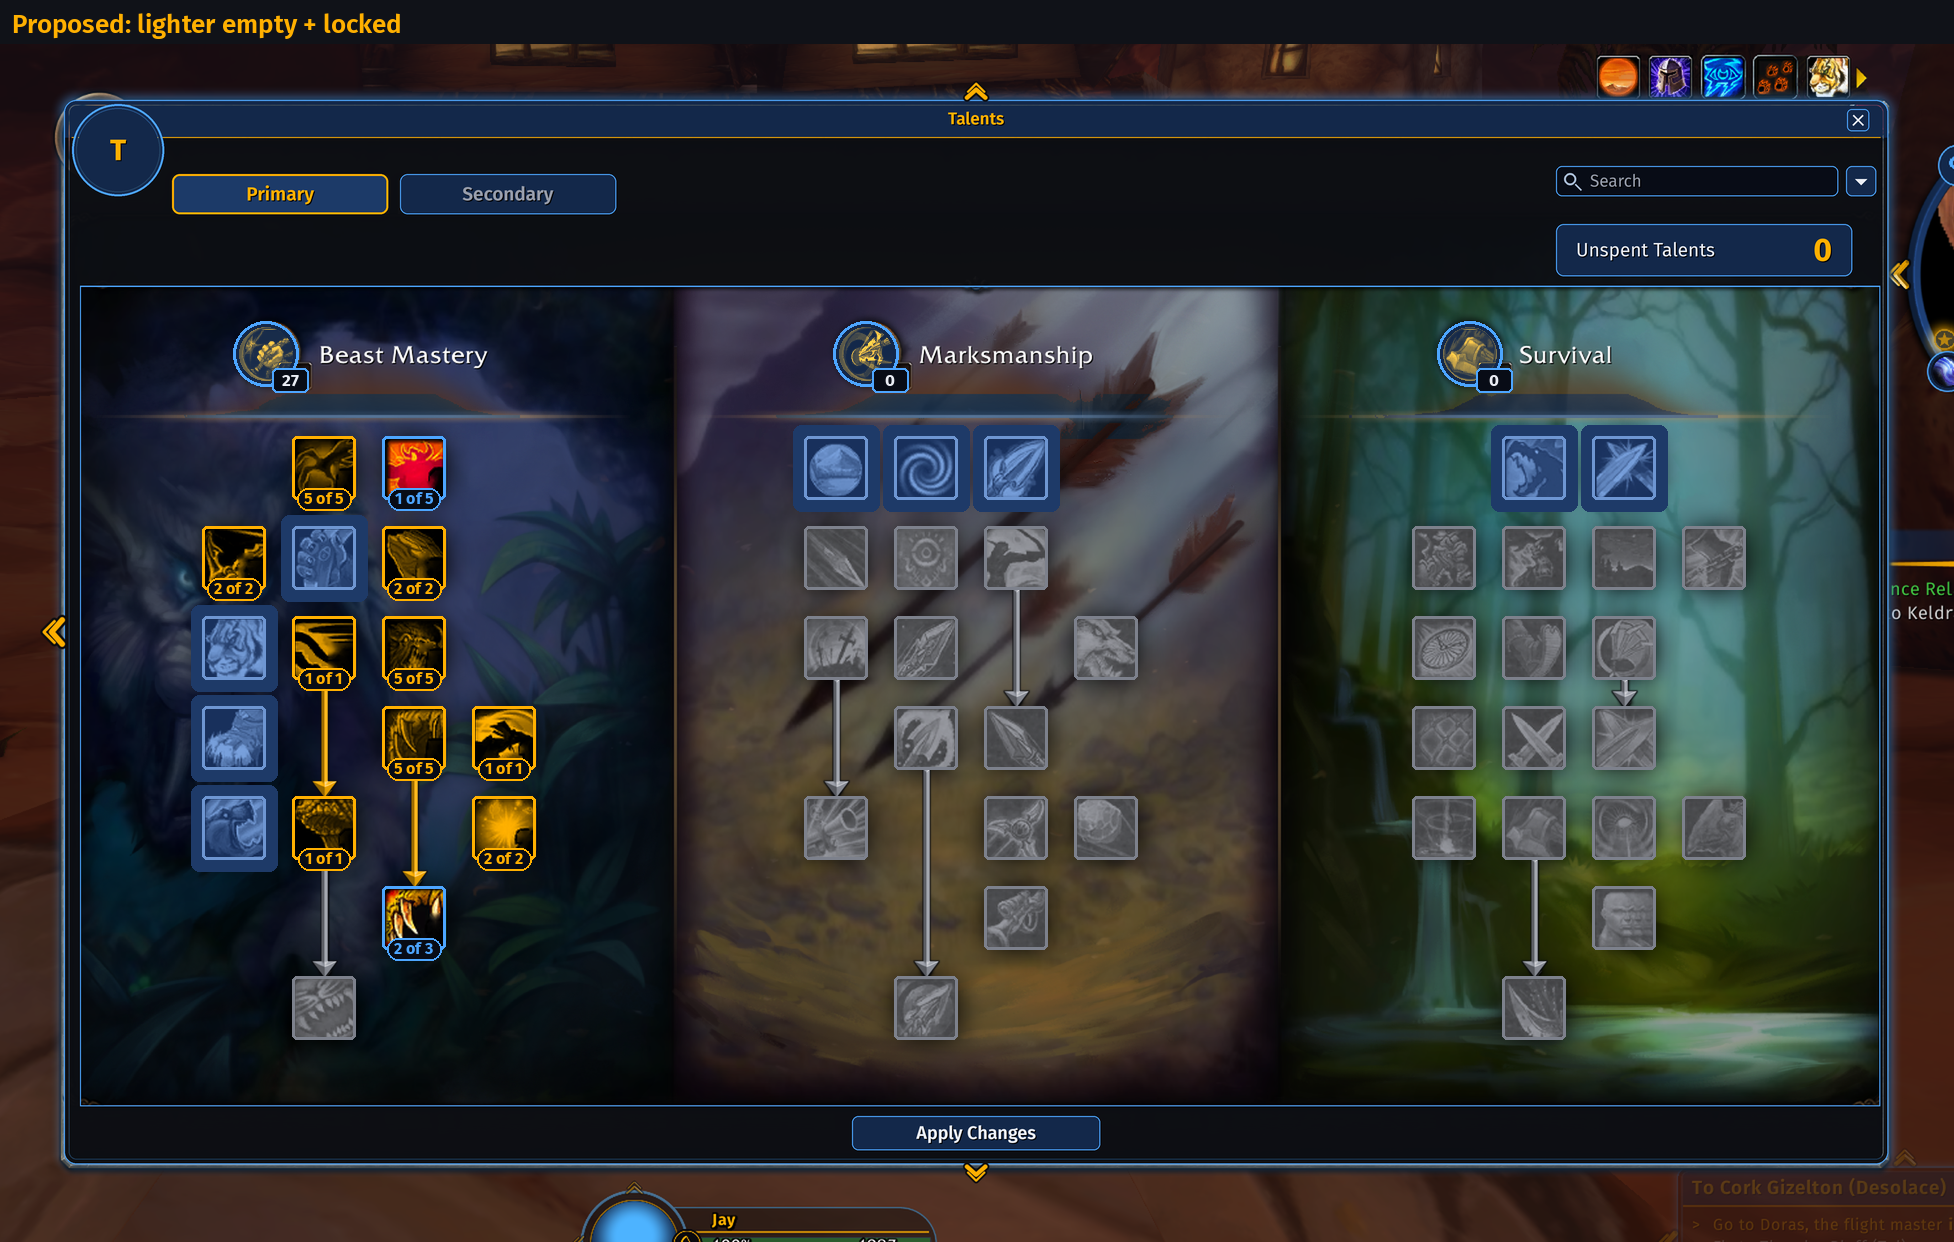 Proposed: lighter empty + locked
Talents
T
Primary
Secondary
Search
Unspent Talents
0
Beast Mastery
27
Marksmanship
0
Survival
0
5 of 5
1 of 5
2 of 2
2 of 2
1 of 1
5 of 5
5 of 5
1 of 1
1 of 1
2 of 2
2 of 3
nce Rel
o Keldr
Apply Changes
Jay
To Cork Gizelton (Desolace)
> Go to Doras, the flight master i